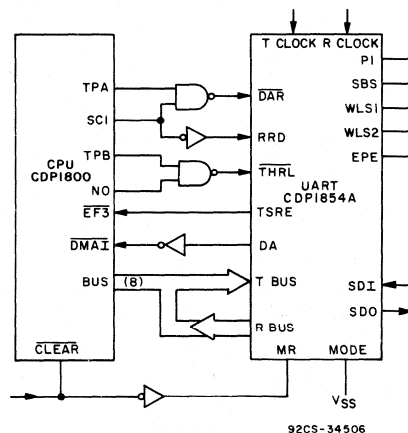 T CLOCK R CLOCK
PI
SBS
WLS1
WLS2
EPE
TPA
SCI
TPB
NO
EF3
DMAI
BUS (8)
CLEAR
CPU
CDP1800
DAR
RRD
THRL
TSRE
DA
T BUS
R BUS
UART
CDP1854A
SDI
SDO
MR MODE
VSS
92CS-34506